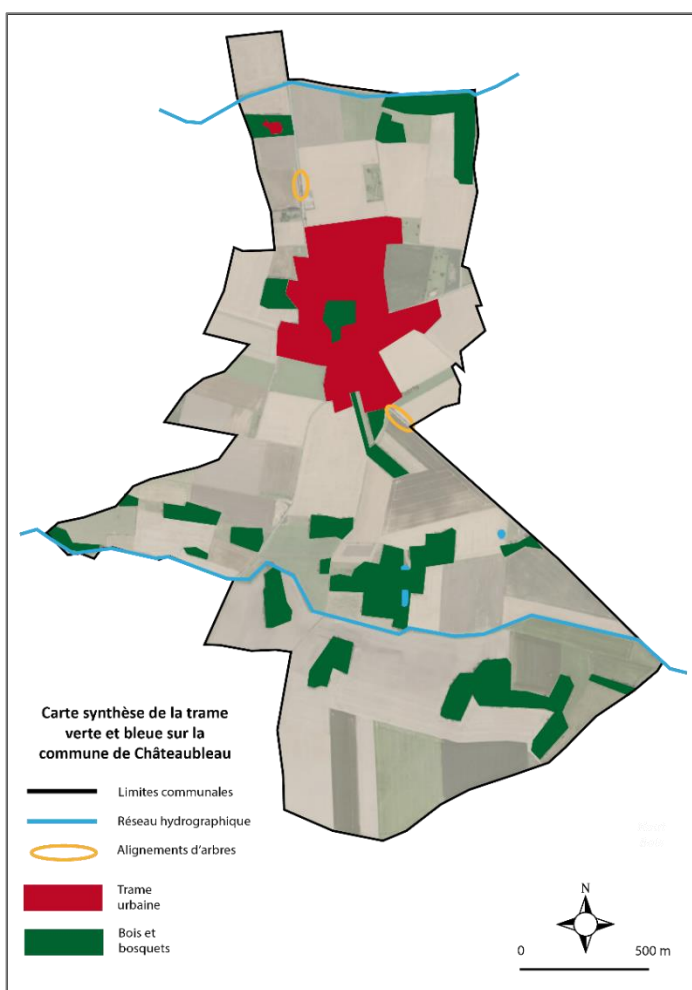 Carte synthèse de la trame
verte et bleue sur la
commune de Châteaubleau
Limites communales
Réseau hydrographique
Alignements d'arbres
Trame
urbaine
Bois et
bosquets
N
0 500 m